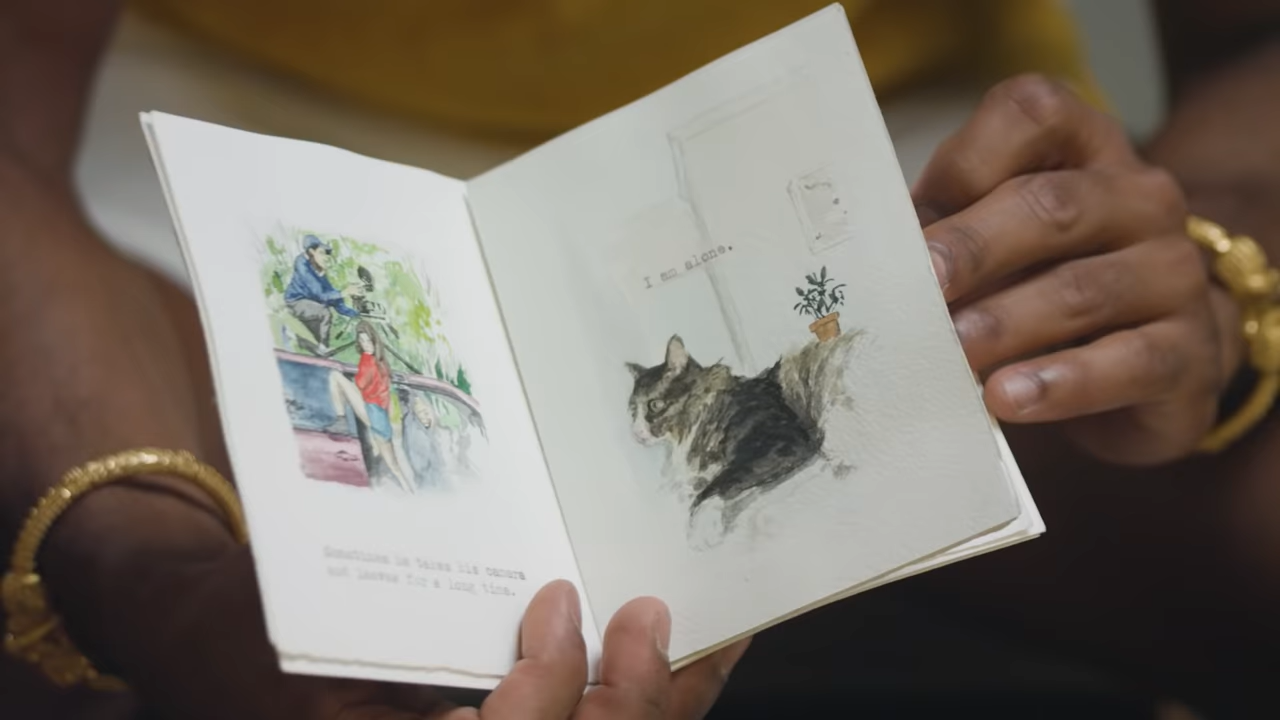 Sometimes he takes his camera
and leaves for a long time.
I am alone.